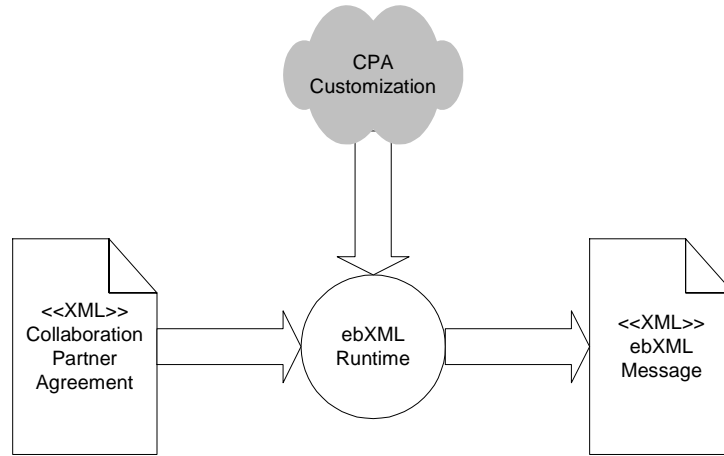 CPA
Customization
<<XML>>
Collaboration
Partner
Agreement
ebXML
Runtime
<<XML>>
ebXML
Message